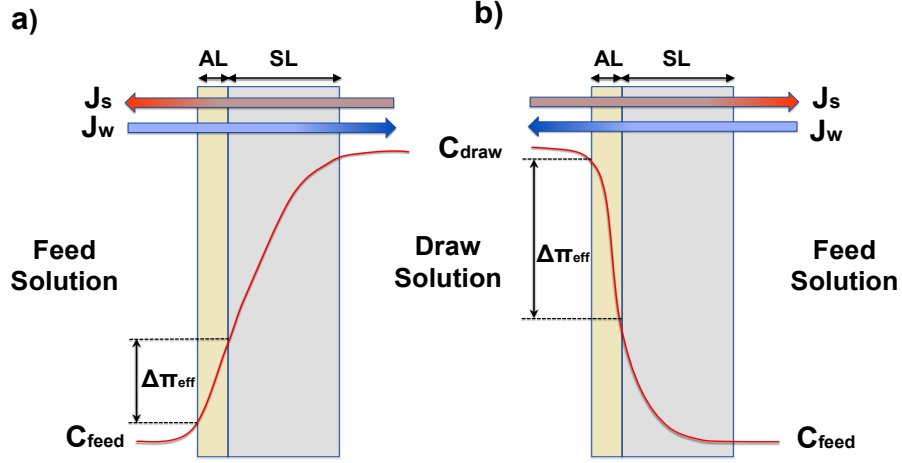 a)
AL
SL
Js
Jw
Feed
Solution
Δπeff
Cfeed
b)
AL
SL
Js
Jw
Cdraw
Draw
Solution
Δπeff
Feed
Solution
Cfeed